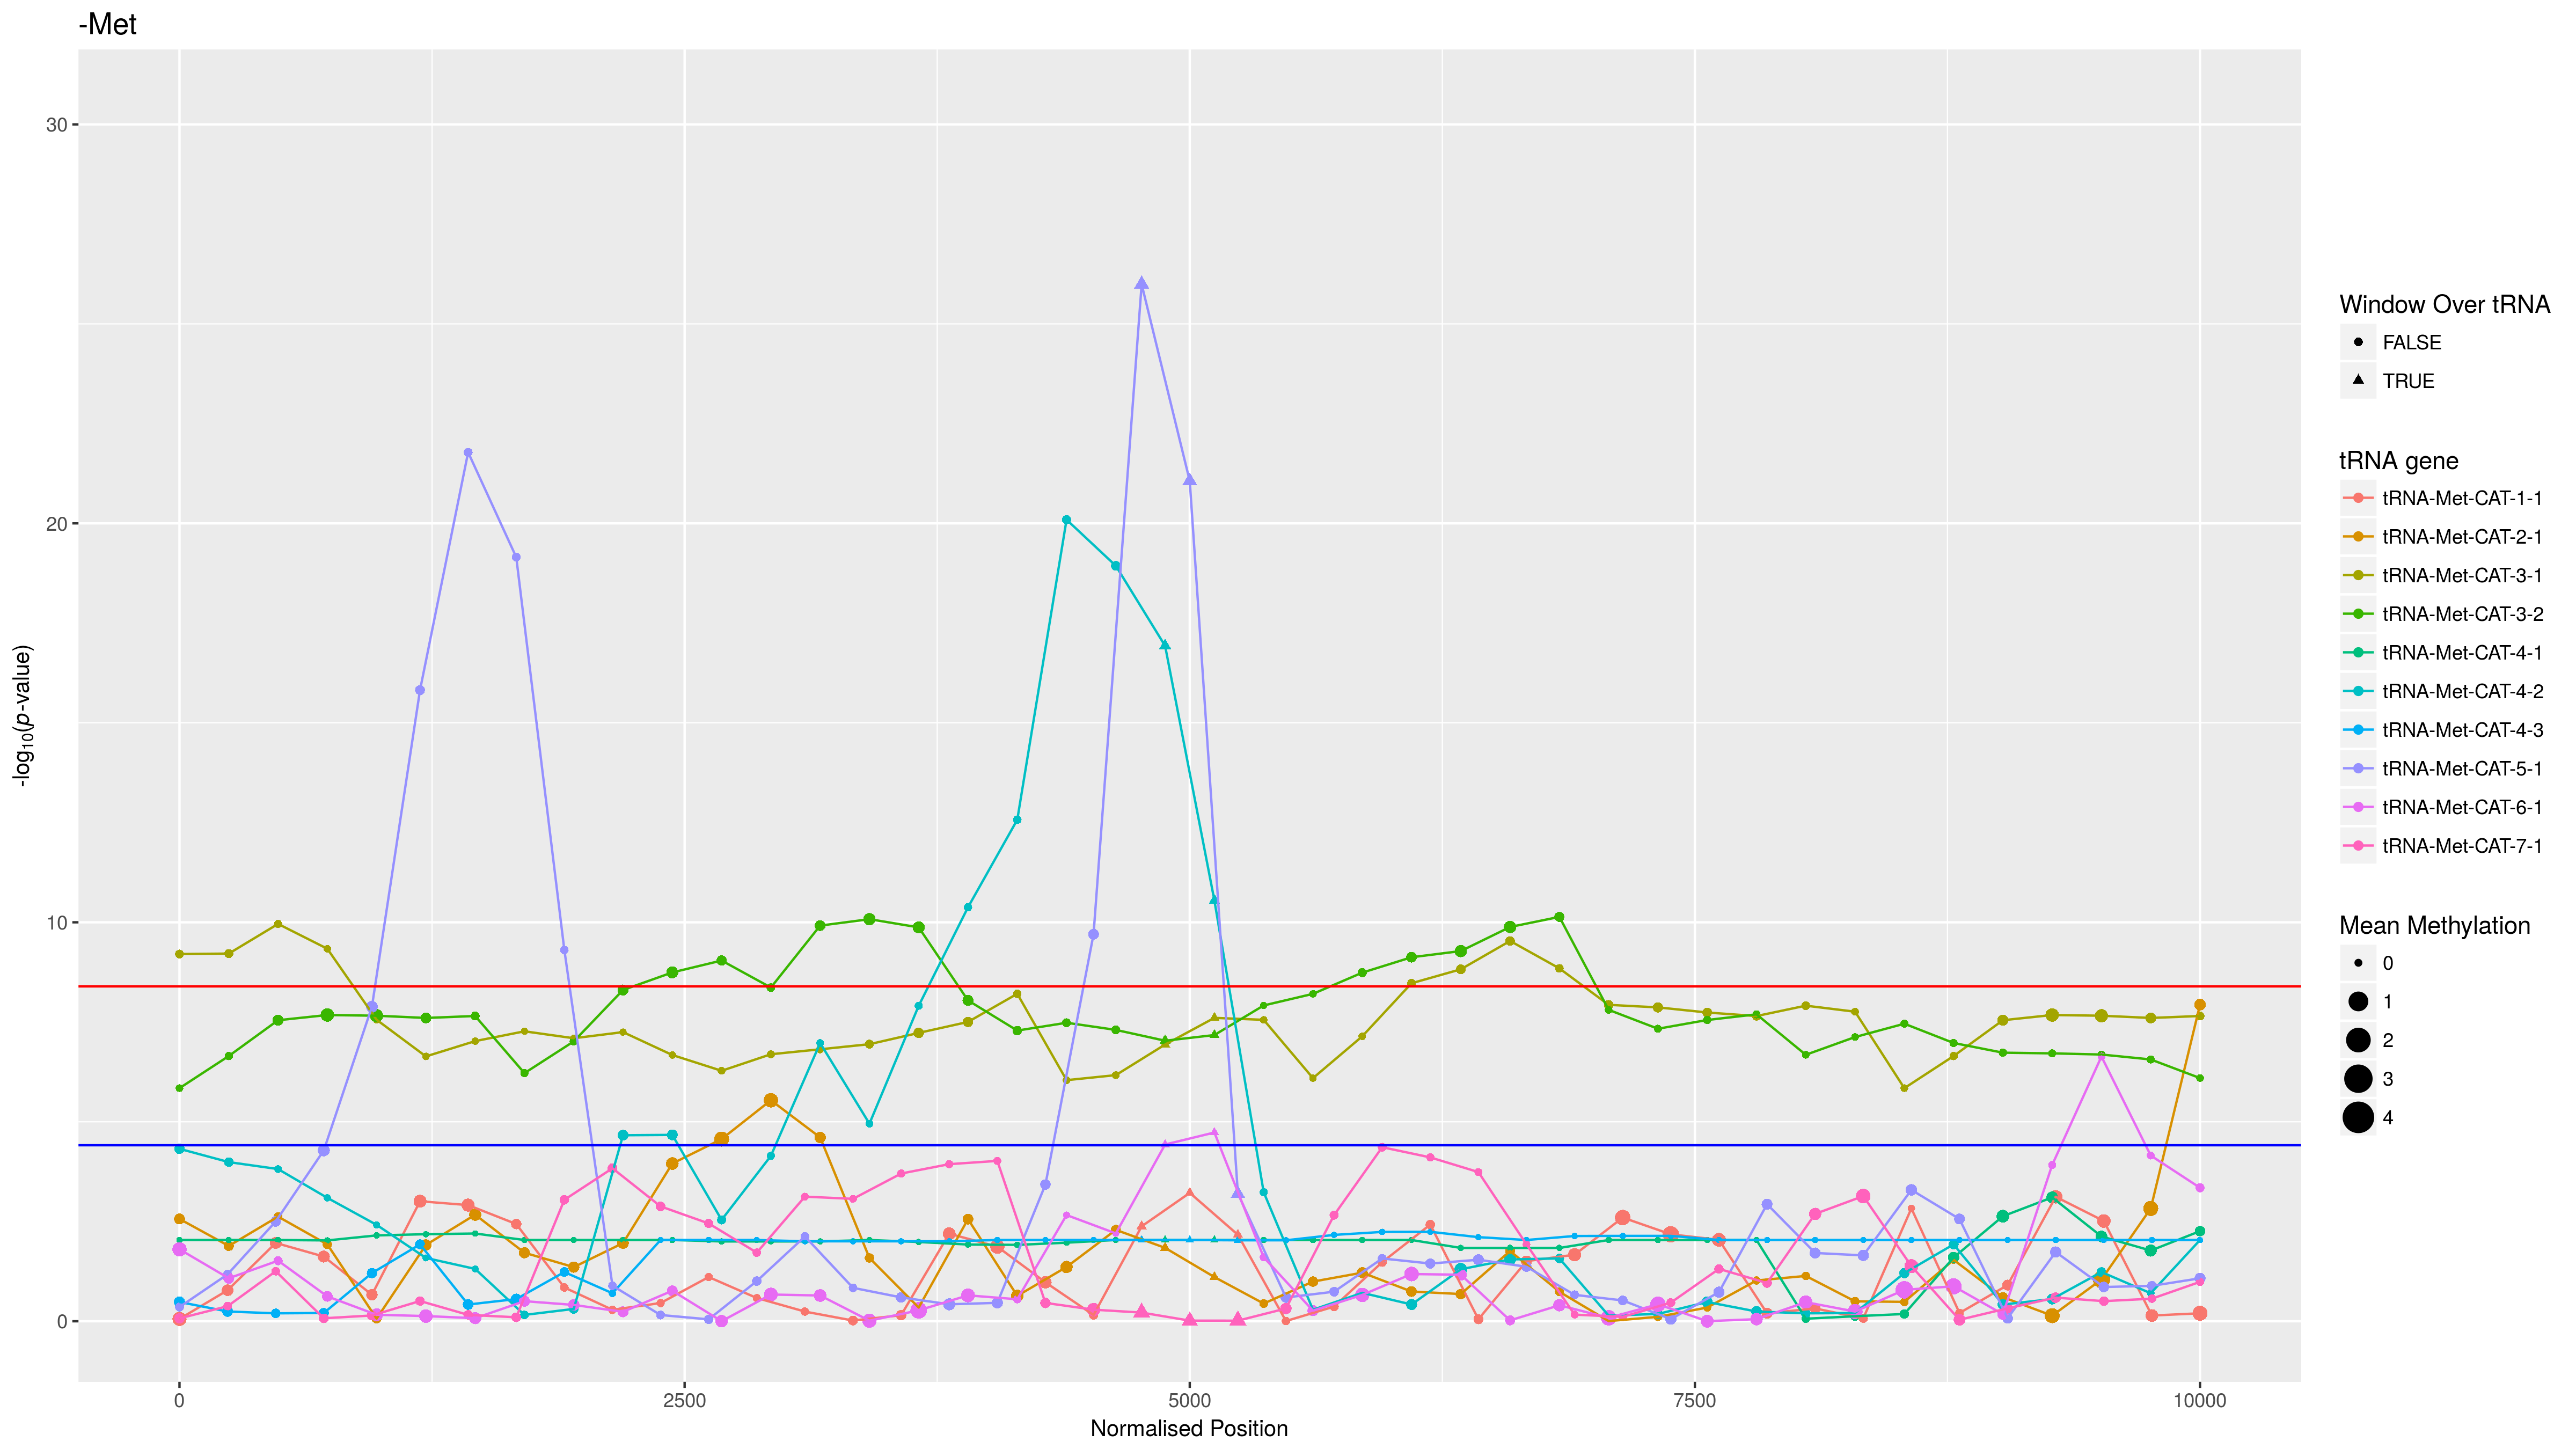 -Met
30
20
10
0
-log10(p-value)
0
2500
5000
7500
10000
Normalised Position
Window Over tRNA
FALSE
TRUE
tRNA gene
tRNA-Met-CAT-1-1
tRNA-Met-CAT-2-1
tRNA-Met-CAT-3-1
tRNA-Met-CAT-3-2
tRNA-Met-CAT-4-1
tRNA-Met-CAT-4-2
tRNA-Met-CAT-4-3
tRNA-Met-CAT-5-1
tRNA-Met-CAT-6-1
tRNA-Met-CAT-7-1
Mean Methylation
0
1
2
3
4